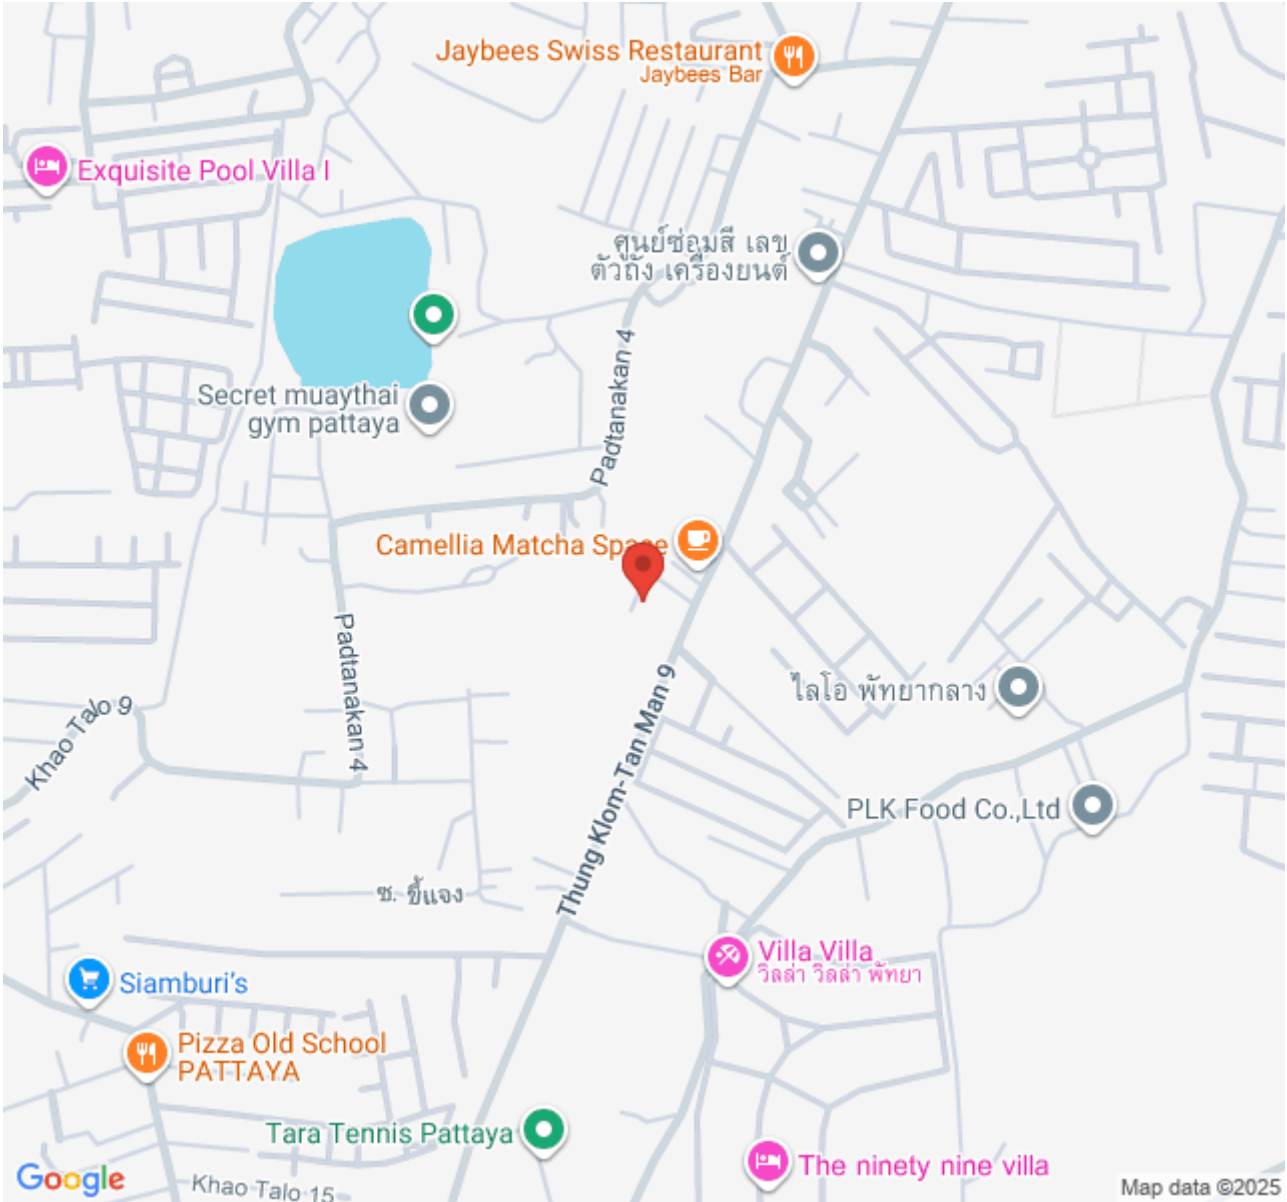 Jaybees Swiss Restaurant
Jaybees Bar
Exquisite Pool Villa I
ศูนย์ซ่อมสี เลข
ตัวถัง เครื่องยนต์
Padtanakan 4
Secret muaythai
gym pattaya
Camellia Matcha Space
Padtanakan 4
Thung Klom-Tan Man 9
ไลโอ พัทยากลาง
Khao Talo 9
PLK Food Co.,Ltd
ซ. ขี้แจง
Villa Villa
วิลล่า วิลล่า พัทยา
Siamburi's
Pizza Old School
PATTAYA
Tara Tennis Pattaya
The ninety nine villa
Google
Khao Talo 15
Map data ©2025